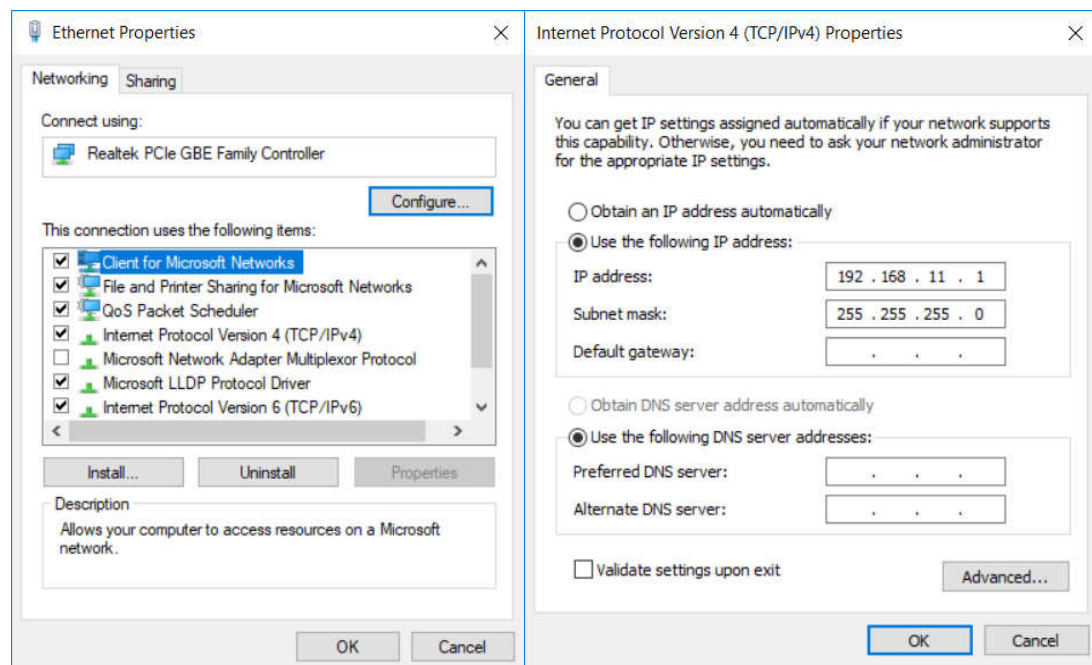 Ethernet Properties
Networking
Sharing
Connect using:
Realtek PCIe GBE Family Controller
Configure...
This connection uses the following items:
Client for Microsoft Networks
File and Printer Sharing for Microsoft Networks
QoS Packet Scheduler
Internet Protocol Version 4 (TCP/IPv4)
Microsoft Network Adapter Multiplexor Protocol
Microsoft LLDP Protocol Driver
Internet Protocol Version 6 (TCP/IPv6)
Install...
Uninstall
Properties
Description
Allows your computer to access resources on a Microsoft
network.
OK
Cancel
Internet Protocol Version 4 (TCP/IPv4) Properties
General
You can get IP settings assigned automatically if your network supports
this capability. Otherwise, you need to ask your network administrator
for the appropriate IP settings.
Obtain an IP address automatically
Use the following IP address:
IP address:
192 . 168 . 11 . 1
Subnet mask:
255 . 255 . 255 . 0
Default gateway:
. . .
Obtain DNS server address automatically
Use the following DNS server addresses:
Preferred DNS server:
. . .
Alternate DNS server:
. . .
Validate settings upon exit
Advanced...
OK
Cancel